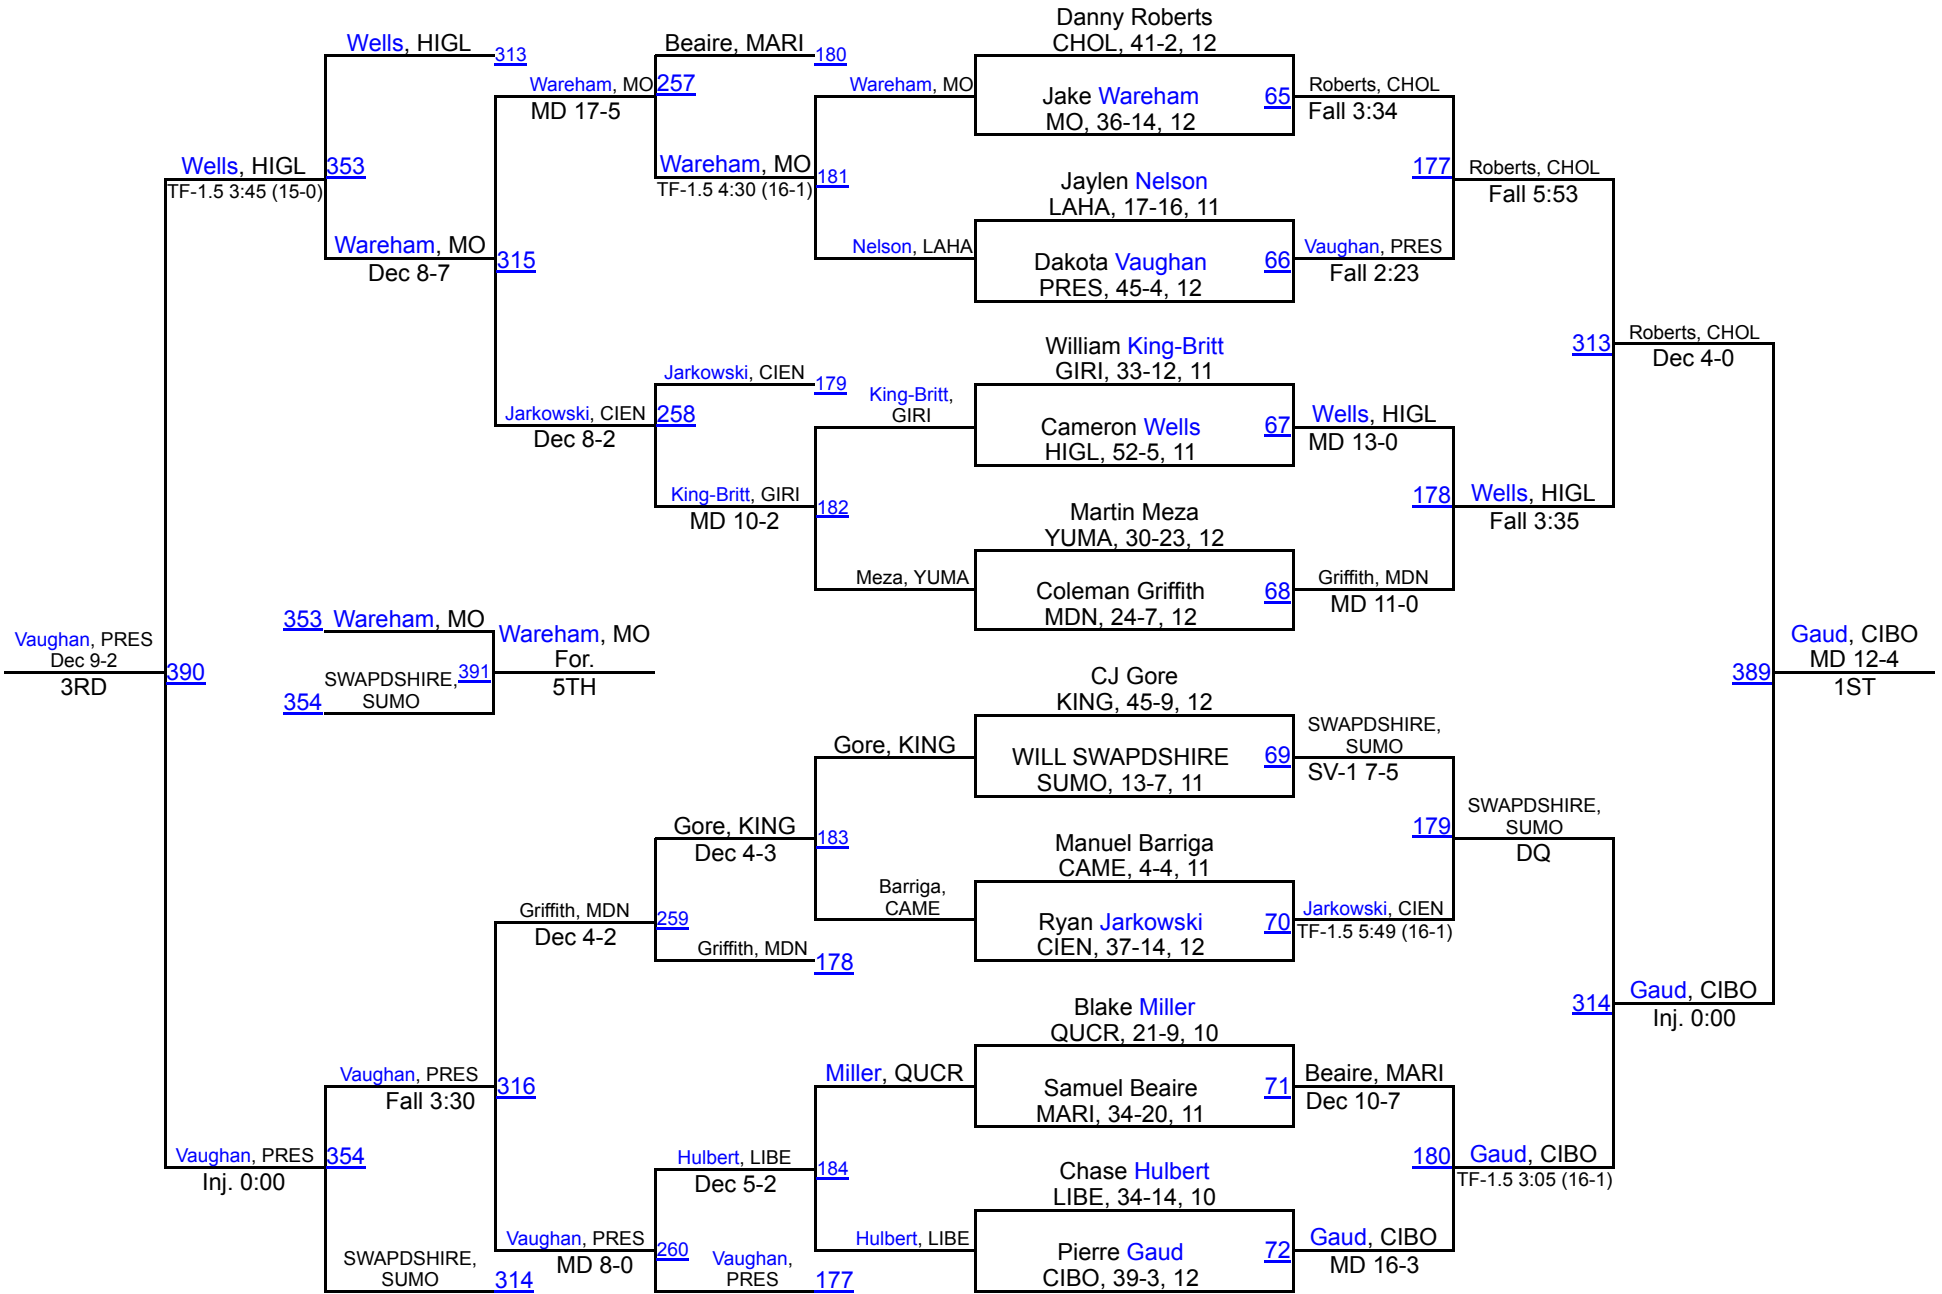 Danny Roberts
CHOL, 41-2, 12
Wells, HIGL
313
Beaire, MARI
180
Wareham, MO
257
MD 17-5
Wareham, MO
Jake Wareham
MO, 36-14, 12
65
Roberts, CHOL
Fall 3:34
Wells, HIGL
353
TF-1.5 3:45 (15-0)
Wareham, MO
181
TF-1.5 4:30 (16-1)
Jaylen Nelson
LAHA, 17-16, 11
177
Roberts, CHOL
Fall 5:53
Wareham, MO
315
Dec 8-7
Nelson, LAHA
Dakota Vaughan
PRES, 45-4, 12
66
Vaughan, PRES
Fall 2:23
William King-Britt
GIRI, 33-12, 11
313
Roberts, CHOL
Dec 4-0
Jarkowski, CIEN
179
Jarkowski, CIEN
258
Dec 8-2
King-Britt,
GIRI
Cameron Wells
HIGL, 52-5, 11
67
Wells, HIGL
MD 13-0
King-Britt, GIRI
182
MD 10-2
Martin Meza
YUMA, 30-23, 12
178
Wells, HIGL
Fall 3:35
Meza, YUMA
Coleman Griffith
MDN, 24-7, 12
68
Griffith, MDN
MD 11-0
353
Wareham, MO
Vaughan, PRES
Dec 9-2
3RD
390
SWAPDSHIRE,
SUMO
391
354
Wareham, MO
For.
5TH
389
Gaud, CIBO
MD 12-4
1ST
CJ Gore
KING, 45-9, 12
Gore, KING
WILL SWAPDSHIRE
SUMO, 13-7, 11
69
SWAPDSHIRE,
SUMO
SV-1 7-5
Gore, KING
183
Dec 4-3
Manuel Barriga
CAME, 4-4, 11
179
SWAPDSHIRE,
SUMO
DQ
Griffith, MDN
259
Dec 4-2
Barriga,
CAME
Ryan Jarkowski
CIEN, 37-14, 12
70
Jarkowski, CIEN
TF-1.5 5:49 (16-1)
Griffith, MDN
178
Blake Miller
QUCR, 21-9, 10
314
Gaud, CIBO
Inj. 0:00
Vaughan, PRES
316
Fall 3:30
Miller, QUCR
Samuel Beaire
MARI, 34-20, 11
71
Beaire, MARI
Dec 10-7
Vaughan, PRES
354
Inj. 0:00
Hulbert, LIBE
184
Dec 5-2
Chase Hulbert
LIBE, 34-14, 10
180
Gaud, CIBO
TF-1.5 3:05 (16-1)
SWAPDSHIRE,
SUMO
314
Vaughan, PRES
260
MD 8-0
Vaughan,
PRES
177
Hulbert, LIBE
Pierre Gaud
CIBO, 39-3, 12
72
Gaud, CIBO
MD 16-3